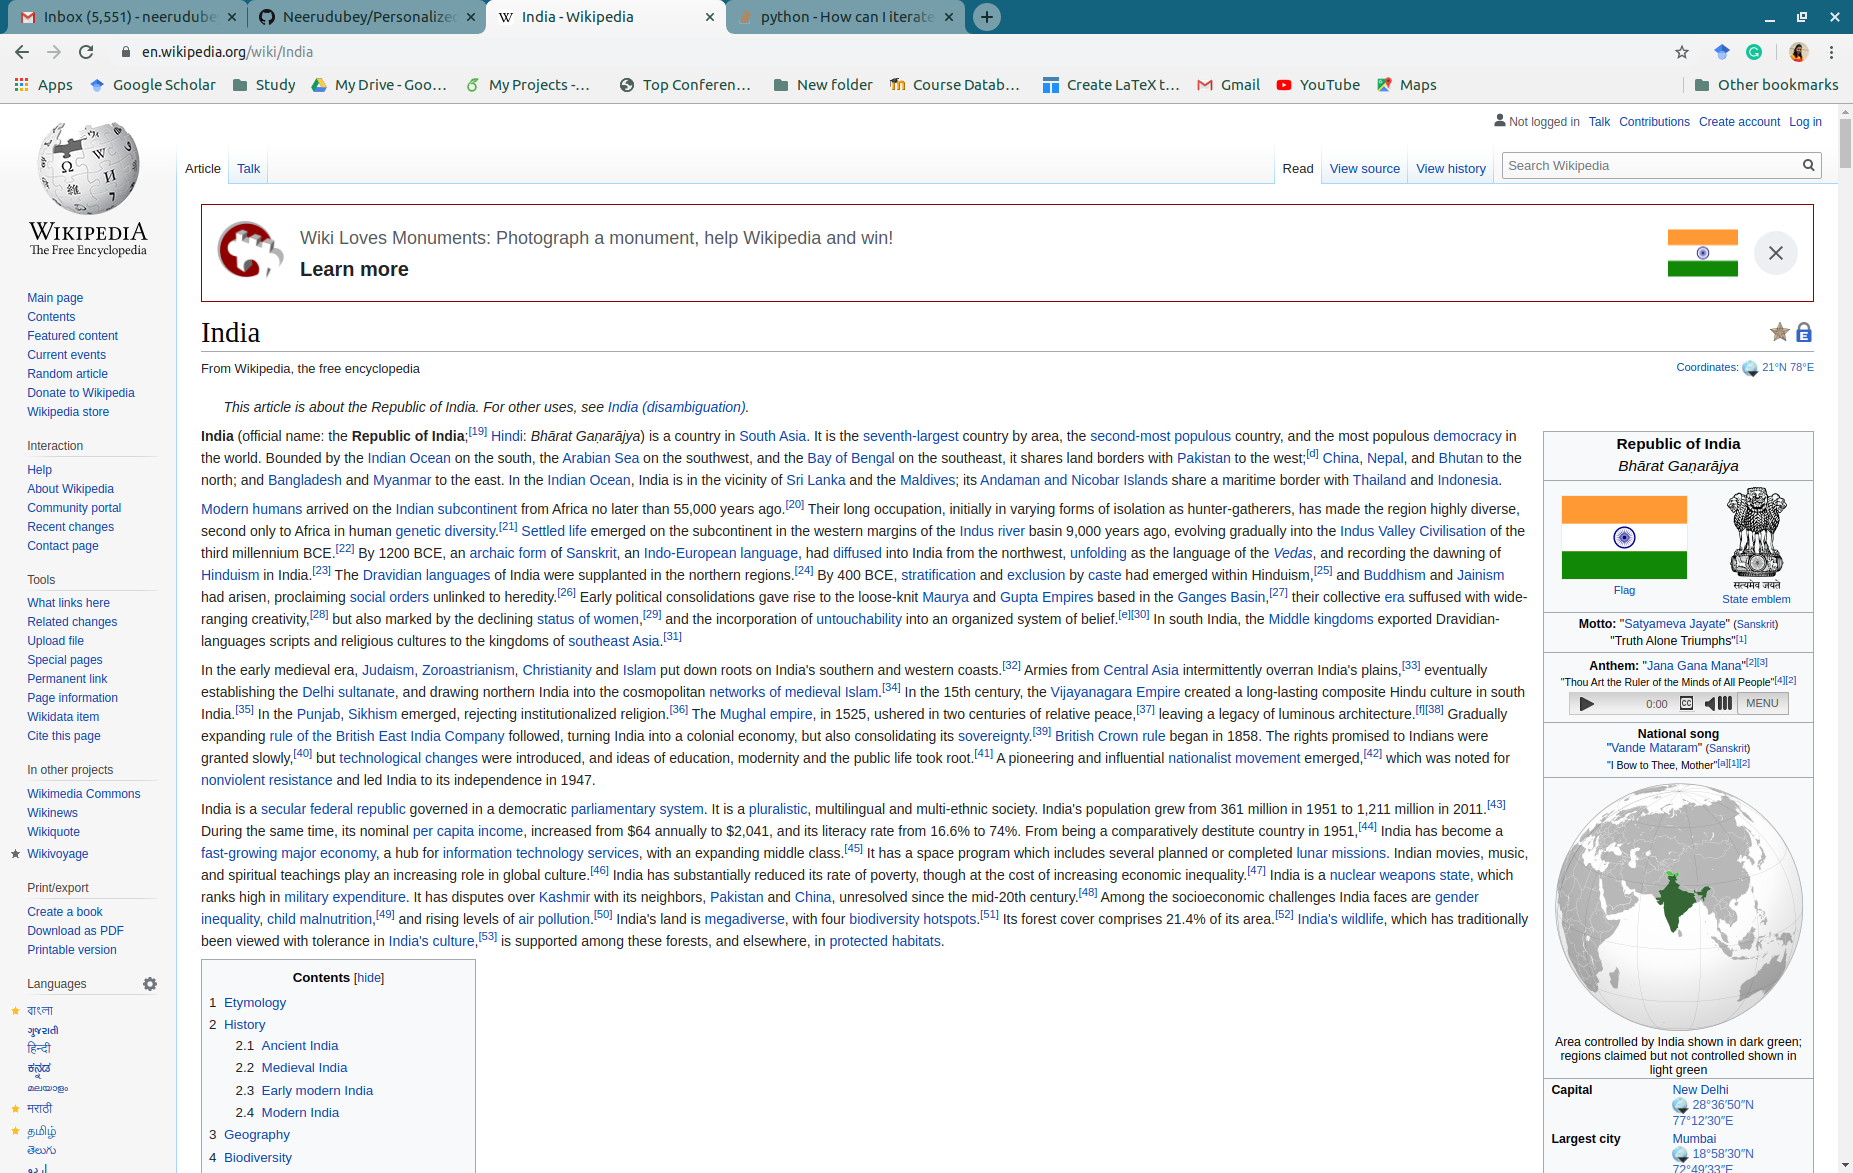 Inbox (5,551) - neerudube
Neerudubey/Personalized
India - Wikipedia
python - How can I iterate
en.wikipedia.org/wiki/India
Apps Google Scholar Study My Drive - Goo… My Projects -… Top Conferen… New folder Course Datab… Create LaTeX t… Gmail YouTube Maps Other bookmarks
Not logged in Talk Contributions Create account Log in
Article Talk Read View source View history Search Wikipedia
WIKIPEDIA
The Free Encyclopedia
Main page
Contents
Featured content
Current events
Random article
Donate to Wikipedia
Wikipedia store
Interaction
Help
About Wikipedia
Community portal
Recent changes
Contact page
Tools
What links here
Related changes
Upload file
Special pages
Permanent link
Page information
Wikidata item
Cite this page
In other projects
Wikimedia Commons
Wikinews
Wikiquote
Wikivoyage
Print/export
Create a book
Download as PDF
Printable version
Languages
বাংলা
ગુજરાતી
हिन्दी
ಕನ್ನಡ
മലയാളം
मराठी
தமிழ்
తెలుగు
اردو
Wiki Loves Monuments: Photograph a monument, help Wikipedia and win!
Learn more
India
From Wikipedia, the free encyclopedia
Coordinates: 21°N 78°E
This article is about the Republic of India. For other uses, see India (disambiguation).
India (official name: the Republic of India;[19] Hindi: Bhārat Gaṇarājya) is a country in South Asia. It is the seventh-largest country by area, the second-most populous country, and the most populous democracy in
the world. Bounded by the Indian Ocean on the south, the Arabian Sea on the southwest, and the Bay of Bengal on the southeast, it shares land borders with Pakistan to the west;[d] China, Nepal, and Bhutan to the
north; and Bangladesh and Myanmar to the east. In the Indian Ocean, India is in the vicinity of Sri Lanka and the Maldives; its Andaman and Nicobar Islands share a maritime border with Thailand and Indonesia.
Modern humans arrived on the Indian subcontinent from Africa no later than 55,000 years ago.[20] Their long occupation, initially in varying forms of isolation as hunter-gatherers, has made the region highly diverse,
second only to Africa in human genetic diversity.[21] Settled life emerged on the subcontinent in the western margins of the Indus river basin 9,000 years ago, evolving gradually into the Indus Valley Civilisation of the
third millennium BCE.[22] By 1200 BCE, an archaic form of Sanskrit, an Indo-European language, had diffused into India from the northwest, unfolding as the language of the Vedas, and recording the dawning of
Hinduism in India.[23] The Dravidian languages of India were supplanted in the northern regions.[24] By 400 BCE, stratification and exclusion by caste had emerged within Hinduism,[25] and Buddhism and Jainism
had arisen, proclaiming social orders unlinked to heredity.[26] Early political consolidations gave rise to the loose-knit Maurya and Gupta Empires based in the Ganges Basin,[27] their collective era suffused with wide-
ranging creativity,[28] but also marked by the declining status of women,[29] and the incorporation of untouchability into an organized system of belief.[e][30] In south India, the Middle kingdoms exported Dravidian-
languages scripts and religious cultures to the kingdoms of southeast Asia.[31]
In the early medieval era, Judaism, Zoroastrianism, Christianity and Islam put down roots on India's southern and western coasts.[32] Armies from Central Asia intermittently overran India's plains,[33] eventually
establishing the Delhi sultanate, and drawing northern India into the cosmopolitan networks of medieval Islam.[34] In the 15th century, the Vijayanagara Empire created a long-lasting composite Hindu culture in south
India.[35] In the Punjab, Sikhism emerged, rejecting institutionalized religion.[36] The Mughal empire, in 1525, ushered in two centuries of relative peace,[37] leaving a legacy of luminous architecture.[f][38] Gradually
expanding rule of the British East India Company followed, turning India into a colonial economy, but also consolidating its sovereignty.[39] British Crown rule began in 1858. The rights promised to Indians were
granted slowly,[40] but technological changes were introduced, and ideas of education, modernity and the public life took root.[41] A pioneering and influential nationalist movement emerged,[42] which was noted for
nonviolent resistance and led India to its independence in 1947.
India is a secular federal republic governed in a democratic parliamentary system. It is a pluralistic, multilingual and multi-ethnic society. India's population grew from 361 million in 1951 to 1,211 million in 2011.[43]
During the same time, its nominal per capita income, increased from $64 annually to $2,041, and its literacy rate from 16.6% to 74%. From being a comparatively destitute country in 1951,[44] India has become a
fast-growing major economy, a hub for information technology services, with an expanding middle class.[45] It has a space program which includes several planned or completed lunar missions. Indian movies, music,
and spiritual teachings play an increasing role in global culture.[46] India has substantially reduced its rate of poverty, though at the cost of increasing economic inequality.[47] India is a nuclear weapons state, which
ranks high in military expenditure. It has disputes over Kashmir with its neighbors, Pakistan and China, unresolved since the mid-20th century.[48] Among the socioeconomic challenges India faces are gender
inequality, child malnutrition,[49] and rising levels of air pollution.[50] India's land is megadiverse, with four biodiversity hotspots.[51] Its forest cover comprises 21.4% of its area.[52] India's wildlife, which has traditionally
been viewed with tolerance in India's culture,[53] is supported among these forests, and elsewhere, in protected habitats.
Contents [hide]
1 Etymology
2 History
2.1 Ancient India
2.2 Medieval India
2.3 Early modern India
2.4 Modern India
3 Geography
4 Biodiversity
Republic of India
Bhārat Gaṇarājya
सत्यमेव जयते
Flag
State emblem
Motto: "Satyameva Jayate" (Sanskrit)
"Truth Alone Triumphs"[1]
Anthem: "Jana Gana Mana"[2][3]
"Thou Art the Ruler of the Minds of All People"[4][2]
0:00 CC MENU
National song
"Vande Mataram" (Sanskrit)
"I Bow to Thee, Mother"[a][1][2]
Area controlled by India shown in dark green;
regions claimed but not controlled shown in
light green
Capital New Delhi
28°36′50″N
77°12′30″E
Largest city Mumbai
18°58′30″N
72°49′33″E